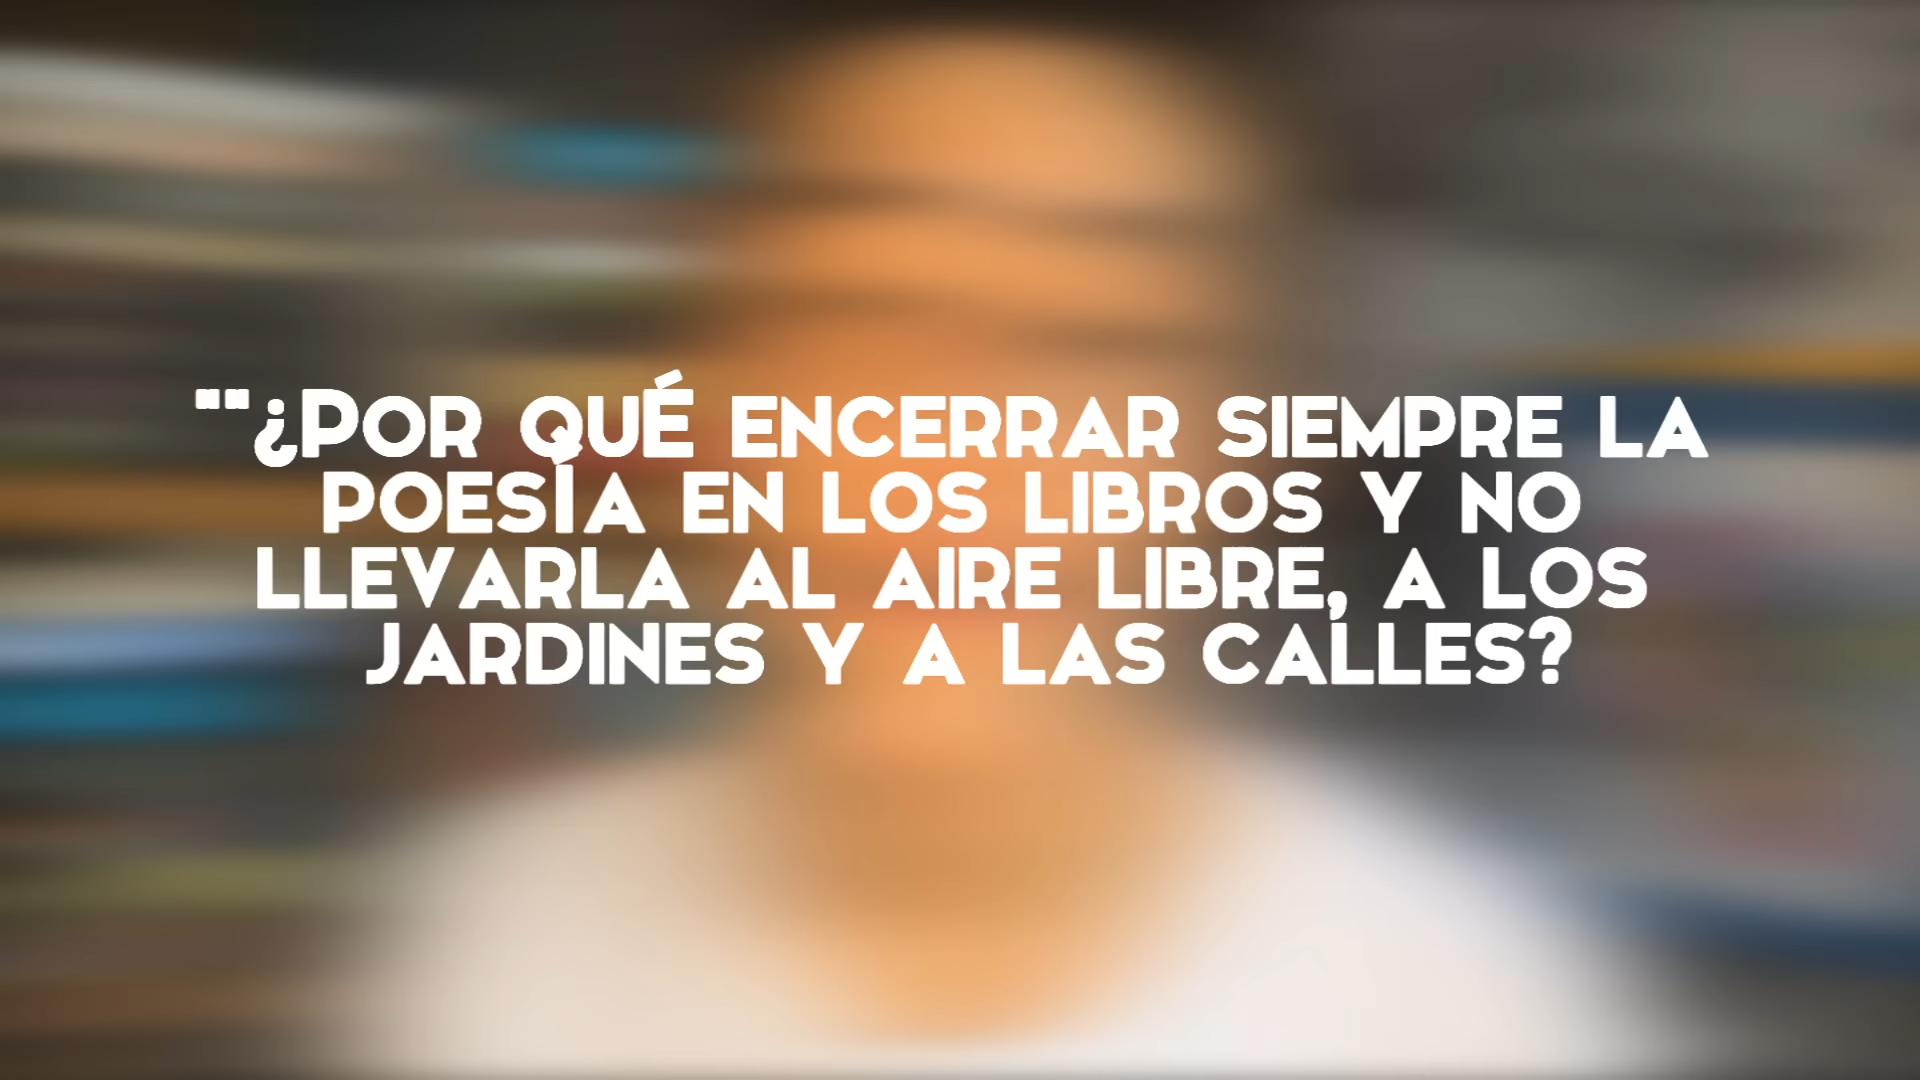 ""¿POR QUÉ ENCERRAR SIEMPRE LA
POESÍA EN LOS LIBROS Y NO
LLEVARLA AL AIRE LIBRE, A LOS
JARDINES Y A LAS CALLES?